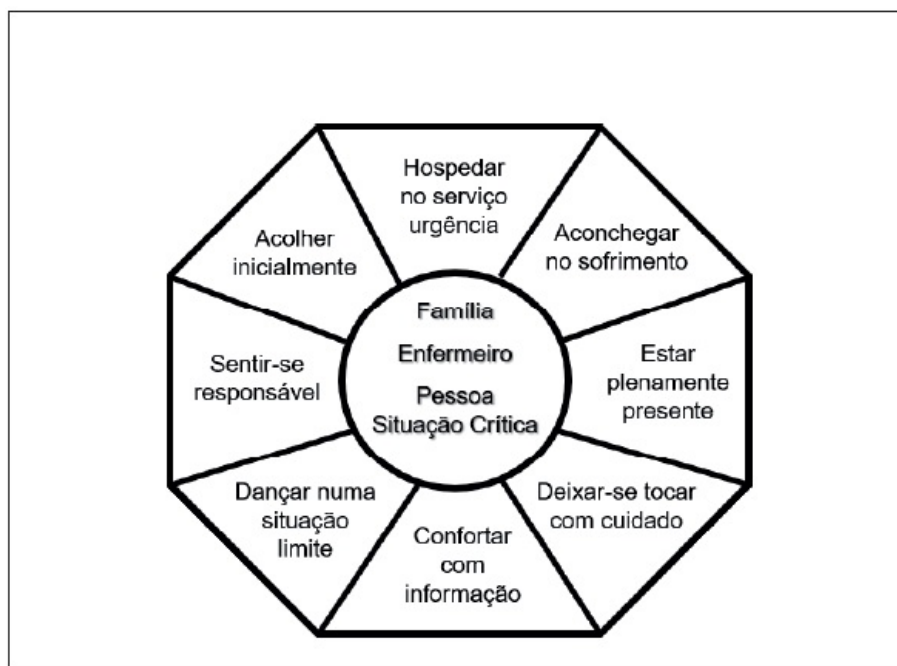 Hospedar
no serviço
urgência
Aconchegar
no sofrimento
Estar
plenamente
presente
Deixar-se tocar
com cuidado
Confortar
com
informação
Dançar numa
situação
limite
Sentir-se
responsável
Acolher
inicialmente
Família
Enfermeiro
Pessoa
Situação Crítica